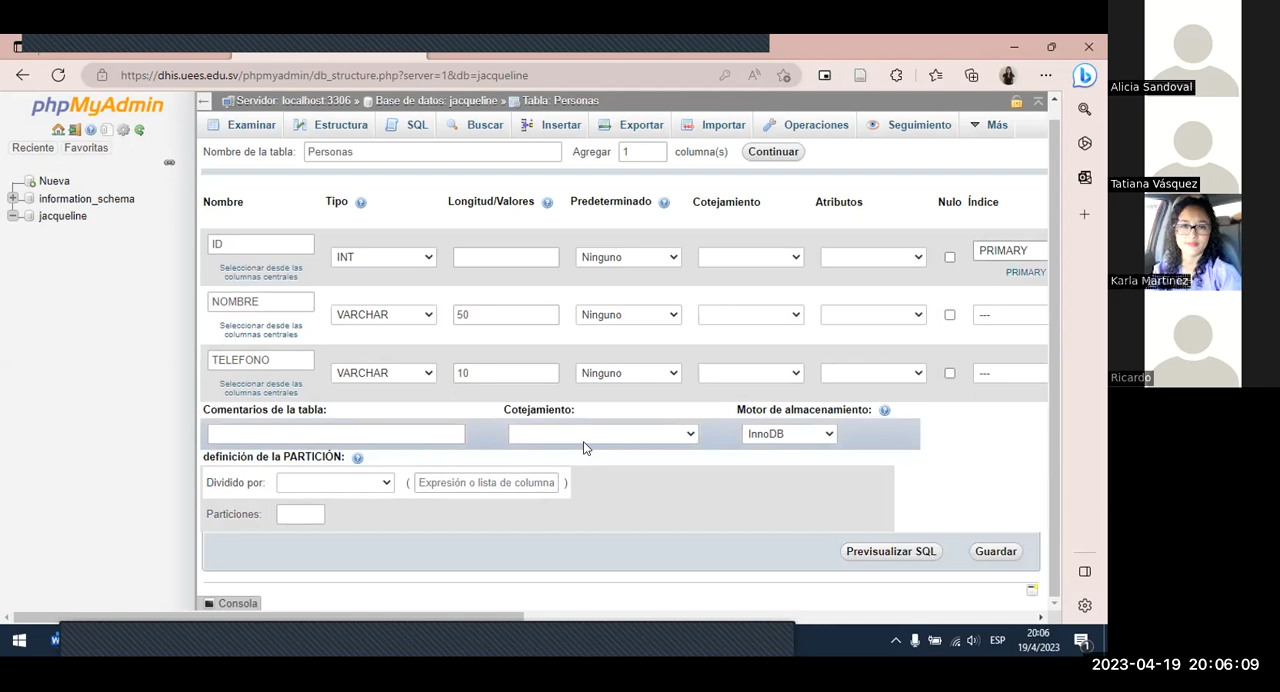 https://dhis.uees.edu.sv/phpmyadmin/db_structure.php?server=1&db=jacqueline
phpMyAdmin
Reciente Favoritas
Nueva
information_schema
jacqueline
Servidor: localhost:3306 » Base de datos: jacqueline » Tabla: Personas
Examinar Estructura SQL Buscar Insertar Exportar Importar Operaciones Seguimiento Más
Nombre de la tabla: Personas Agregar 1 columna(s) Continuar
Nombre Tipo Longitud/Valores Predeterminado Cotejamiento Atributos Nulo Índice
ID INT Ninguno PRIMARY
Seleccionar desde las
columnas centrales
PRIMARY
NOMBRE VARCHAR 50 Ninguno ---
Seleccionar desde las
columnas centrales
TELEFONO VARCHAR 10 Ninguno ---
Seleccionar desde las
columnas centrales
Comentarios de la tabla: Cotejamiento: Motor de almacenamiento:
InnoDB
definición de la PARTICIÓN:
Dividido por: ( Expresión o lista de columna )
Particiones:
Previsualizar SQL Guardar
Consola
ESP
20:06
19/4/2023
1
Alicia Sandoval
Tatiana Vásquez
Karla Martinez
Ricardo
2023-04-19 20:06:09